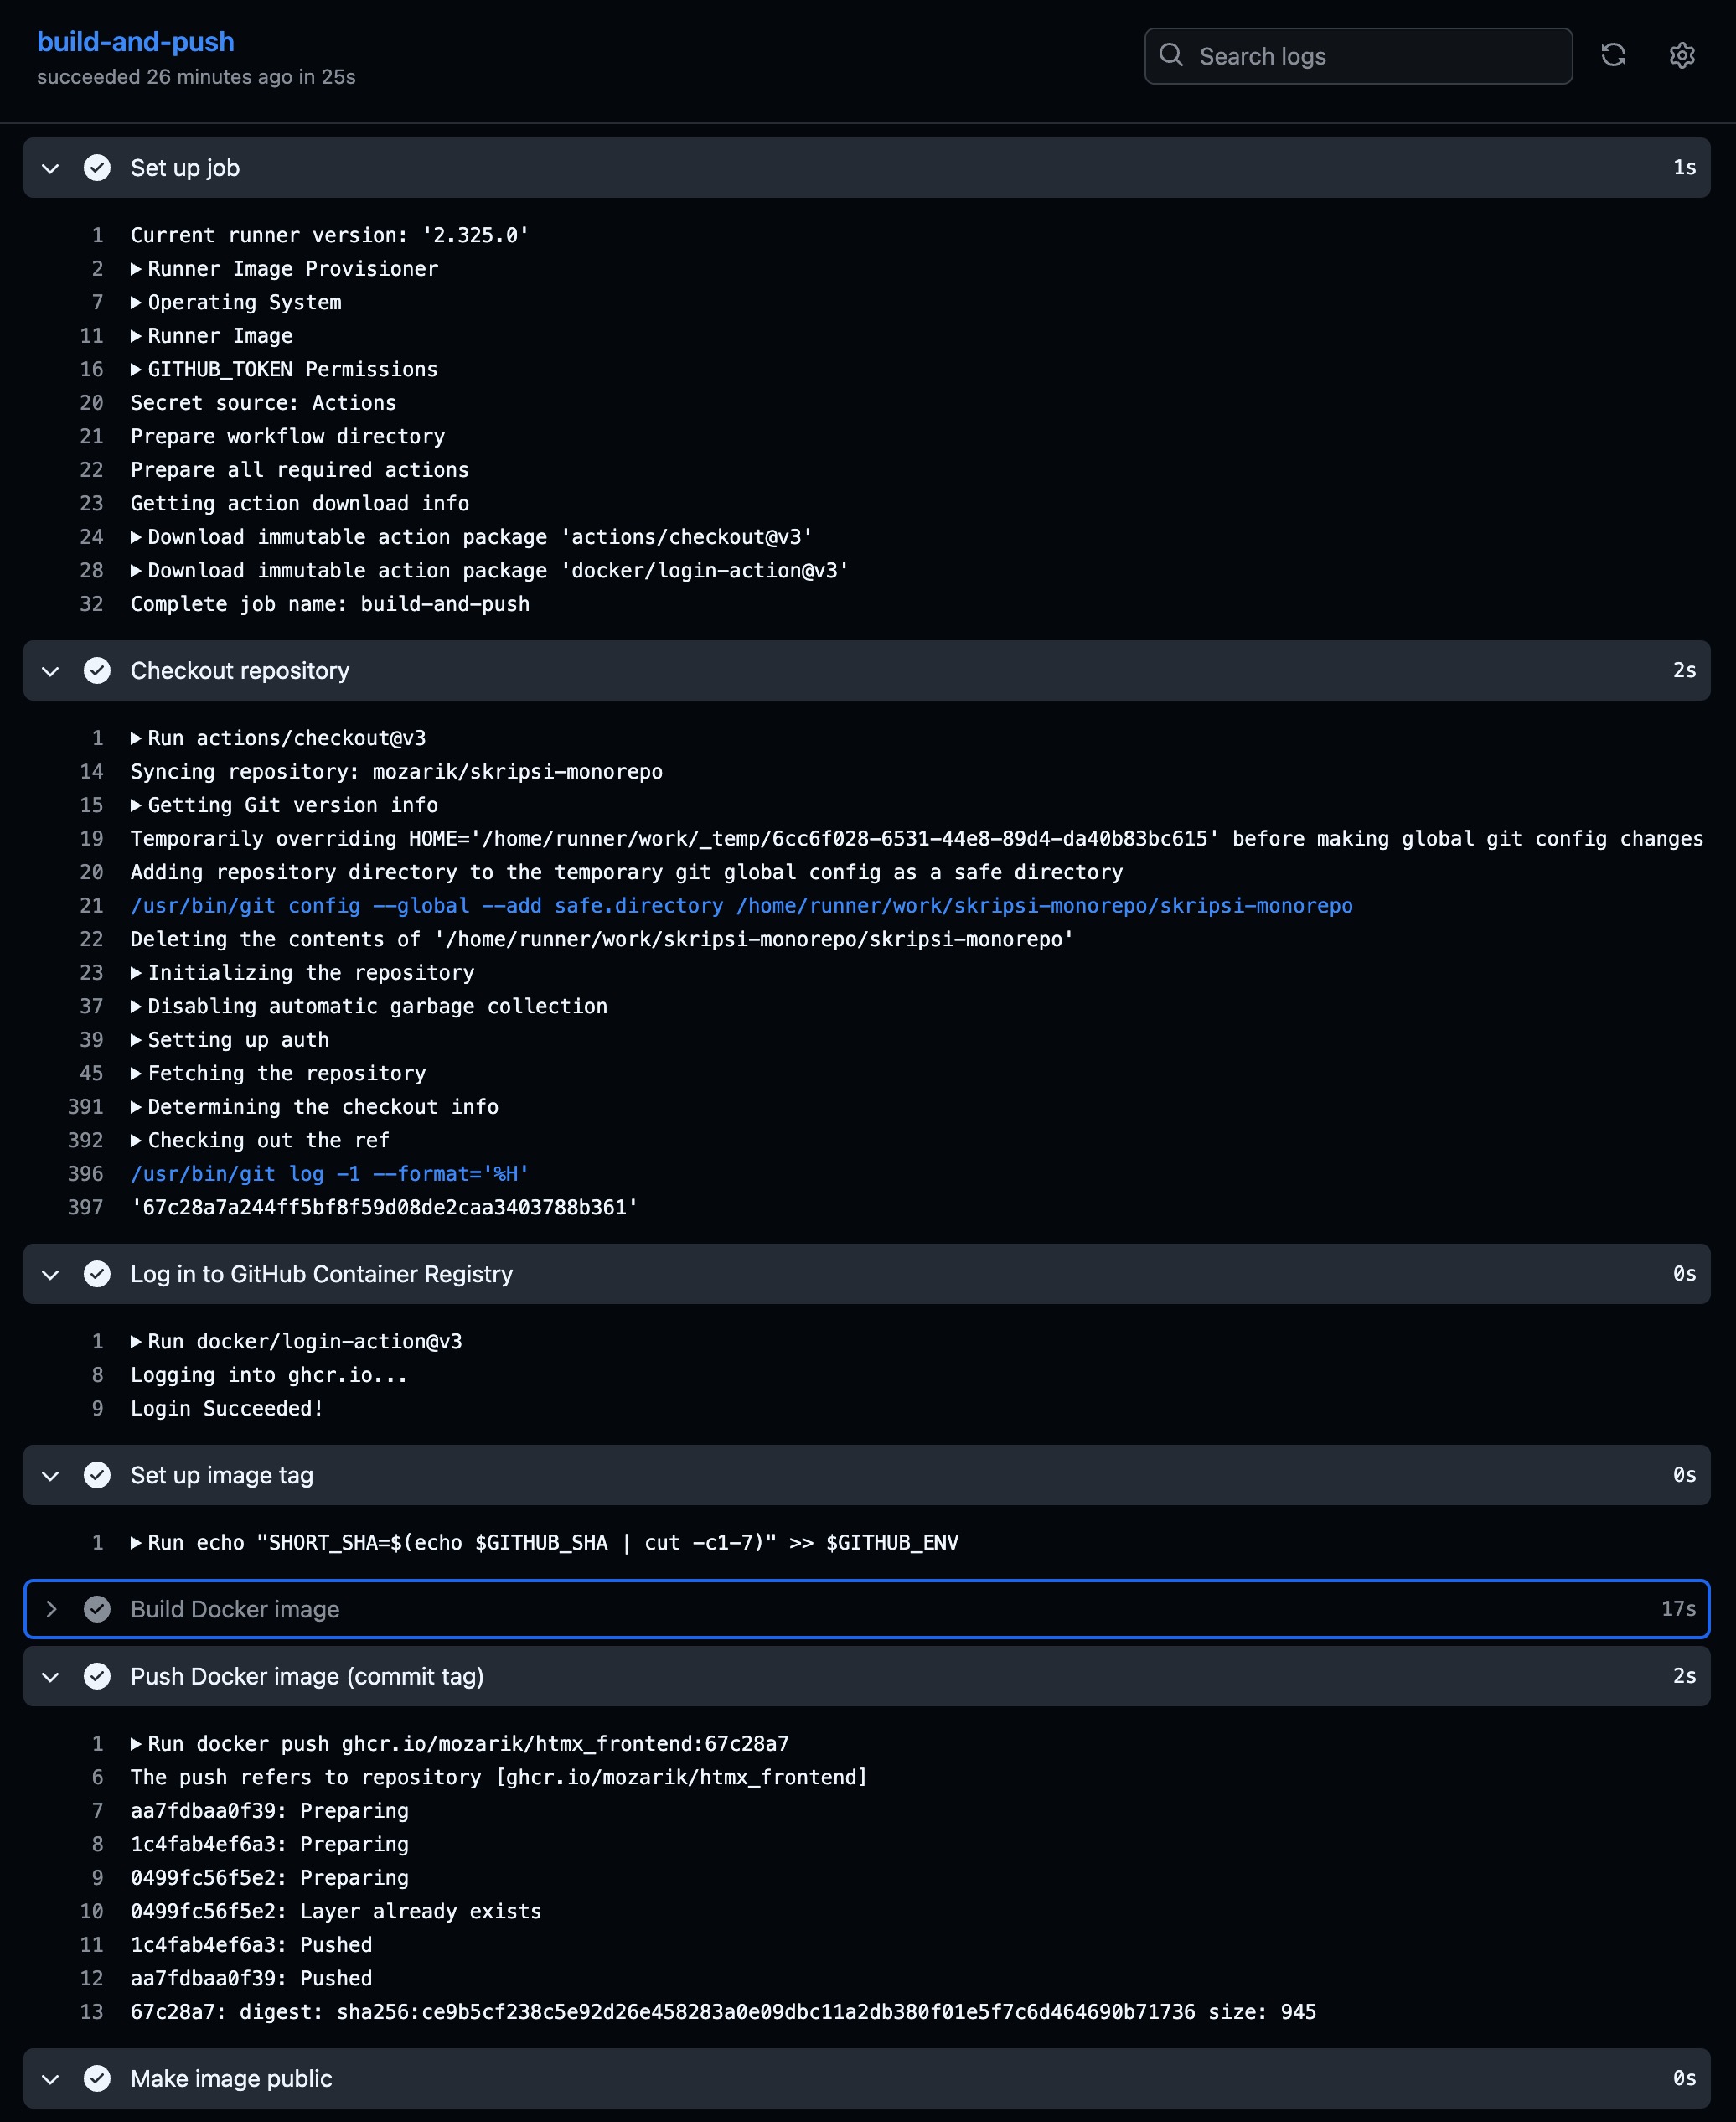 build-and-push
succeeded 26 minutes ago in 25s
Search logs
Set up job 1s
1 Current runner version: '2.325.0'
2 ▶Runner Image Provisioner
7 ▶Operating System
11 ▶Runner Image
16 ▶GITHUB_TOKEN Permissions
20 Secret source: Actions
21 Prepare workflow directory
22 Prepare all required actions
23 Getting action download info
24 ▶Download immutable action package 'actions/checkout@v3'
28 ▶Download immutable action package 'docker/login-action@v3'
32 Complete job name: build-and-push
Checkout repository 2s
1 ▶Run actions/checkout@v3
14 Syncing repository: mozarik/skripsi-monorepo
15 ▶Getting Git version info
19 Temporarily overriding HOME='/home/runner/work/_temp/6cc6f028-6531-44e8-89d4-da40b83bc615' before making global git config changes
20 Adding repository directory to the temporary git global config as a safe directory
21 /usr/bin/git config --global --add safe.directory /home/runner/work/skripsi-monorepo/skripsi-monorepo
22 Deleting the contents of '/home/runner/work/skripsi-monorepo/skripsi-monorepo'
23 ▶Initializing the repository
37 ▶Disabling automatic garbage collection
39 ▶Setting up auth
45 ▶Fetching the repository
391 ▶Determining the checkout info
392 ▶Checking out the ref
396 /usr/bin/git log -1 --format='%H'
397 '67c28a7a244ff5bf8f59d08de2caa3403788b361'
Log in to GitHub Container Registry 0s
1 ▶Run docker/login-action@v3
8 Logging into ghcr.io...
9 Login Succeeded!
Set up image tag 0s
1 ▶Run echo "SHORT_SHA=$(echo $GITHUB_SHA | cut -c1-7)" >> $GITHUB_ENV
Build Docker image 17s
Push Docker image (commit tag) 2s
1 ▶Run docker push ghcr.io/mozarik/htmx_frontend:67c28a7
6 The push refers to repository [ghcr.io/mozarik/htmx_frontend]
7 aa7fdbaa0f39: Preparing
8 1c4fab4ef6a3: Preparing
9 0499fc56f5e2: Preparing
10 0499fc56f5e2: Layer already exists
11 1c4fab4ef6a3: Pushed
12 aa7fdbaa0f39: Pushed
13 67c28a7: digest: sha256:ce9b5cf238c5e92d26e458283a0e09dbc11a2db380f01e5f7c6d464690b71736 size: 945
Make image public 0s